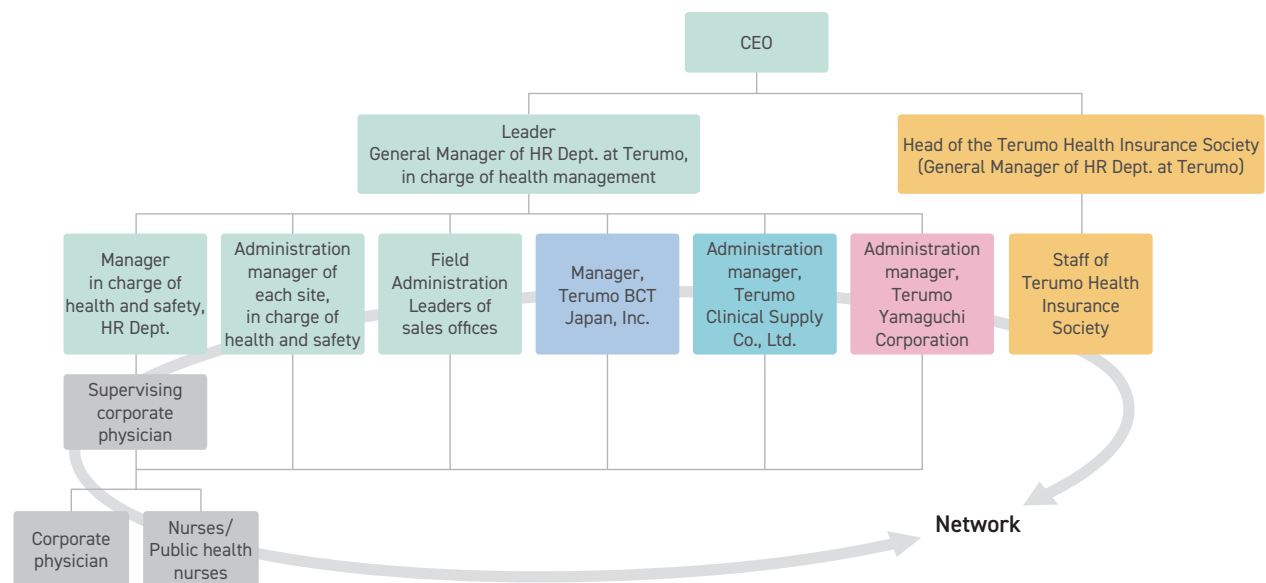 CEO
Leader
General Manager of HR Dept. at Terumo,
in charge of health management
Head of the Terumo Health Insurance Society
(General Manager of HR Dept. at Terumo)
Manager
in charge of
health and safety,
HR Dept.
Administration
manager of
each site,
in charge of
health and safety
Field
Administration
Leaders of
sales offices
Manager,
Terumo BCT
Japan, Inc.
Administration
manager,
Terumo
Clinical Supply
Co., Ltd.
Administration
manager,
Terumo
Yamaguchi
Corporation
Staff of
Terumo Health
Insurance
Society
Supervising
corporate
physician
Corporate
physician
Nurses/
Public health
nurses
Network